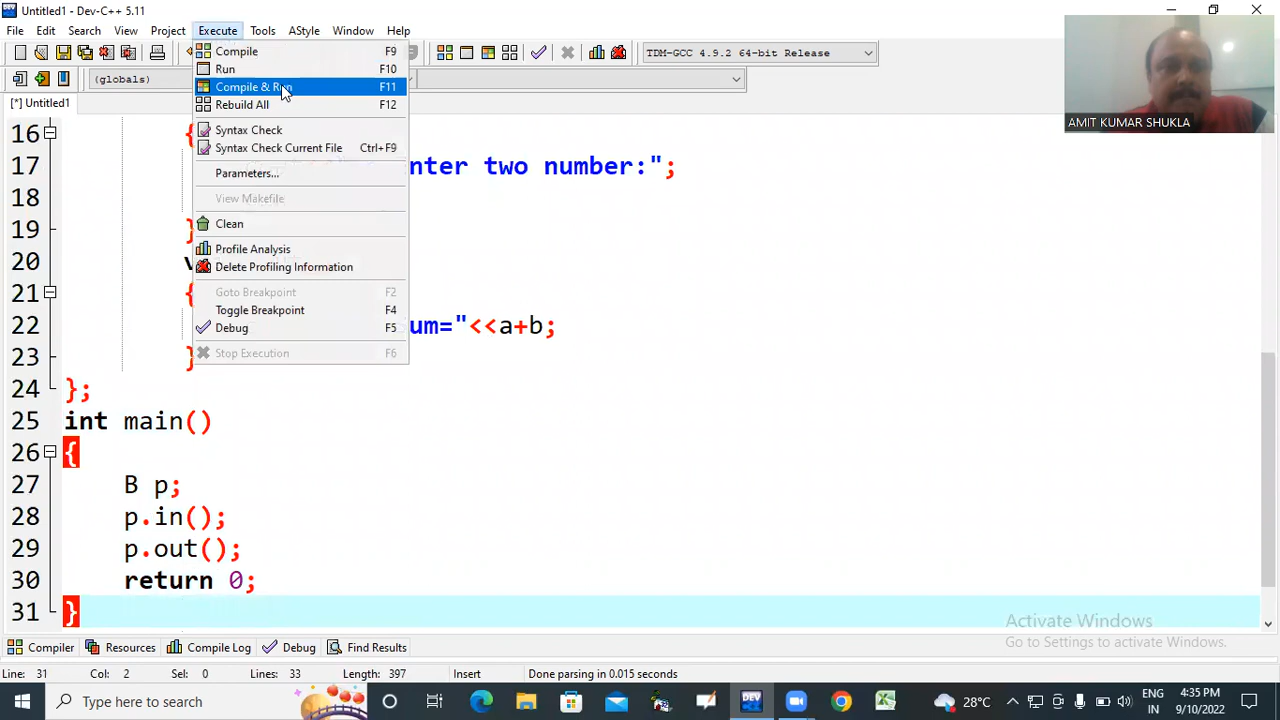 Untitled1 - Dev-C++ 5.11
File Edit Search View Project Execute Tools AStyle Window Help
TDM-GCC 4.9.2 64-bit Release
(globals)
[*] Untitled1
Compile F9
Run F10
Compile & Run F11
Rebuild All F12
Syntax Check
Syntax Check Current File Ctrl+F9
Parameters...
View Makefile
Clean
Profile Analysis
Delete Profiling Information
Goto Breakpoint F2
Toggle Breakpoint F4
Debug F5
Stop Execution F6
AMIT KUMAR SHUKLA
16 {
17 nter two number:";
18
19 }
20 v
21 {
22 um="<<a+b;
23 }
24 };
25 int main()
26 {
27 B p;
28 p.in();
29 p.out();
30 return 0;
31 }
Activate Windows
Go to Settings to activate Windows.
Compiler Resources Compile Log Debug Find Results
Line: 31 Col: 2 Sel: 0 Lines: 33 Length: 397 Insert Done parsing in 0.015 seconds
Type here to search
DEV
28°C
ENG
IN
4:35 PM
9/10/2022